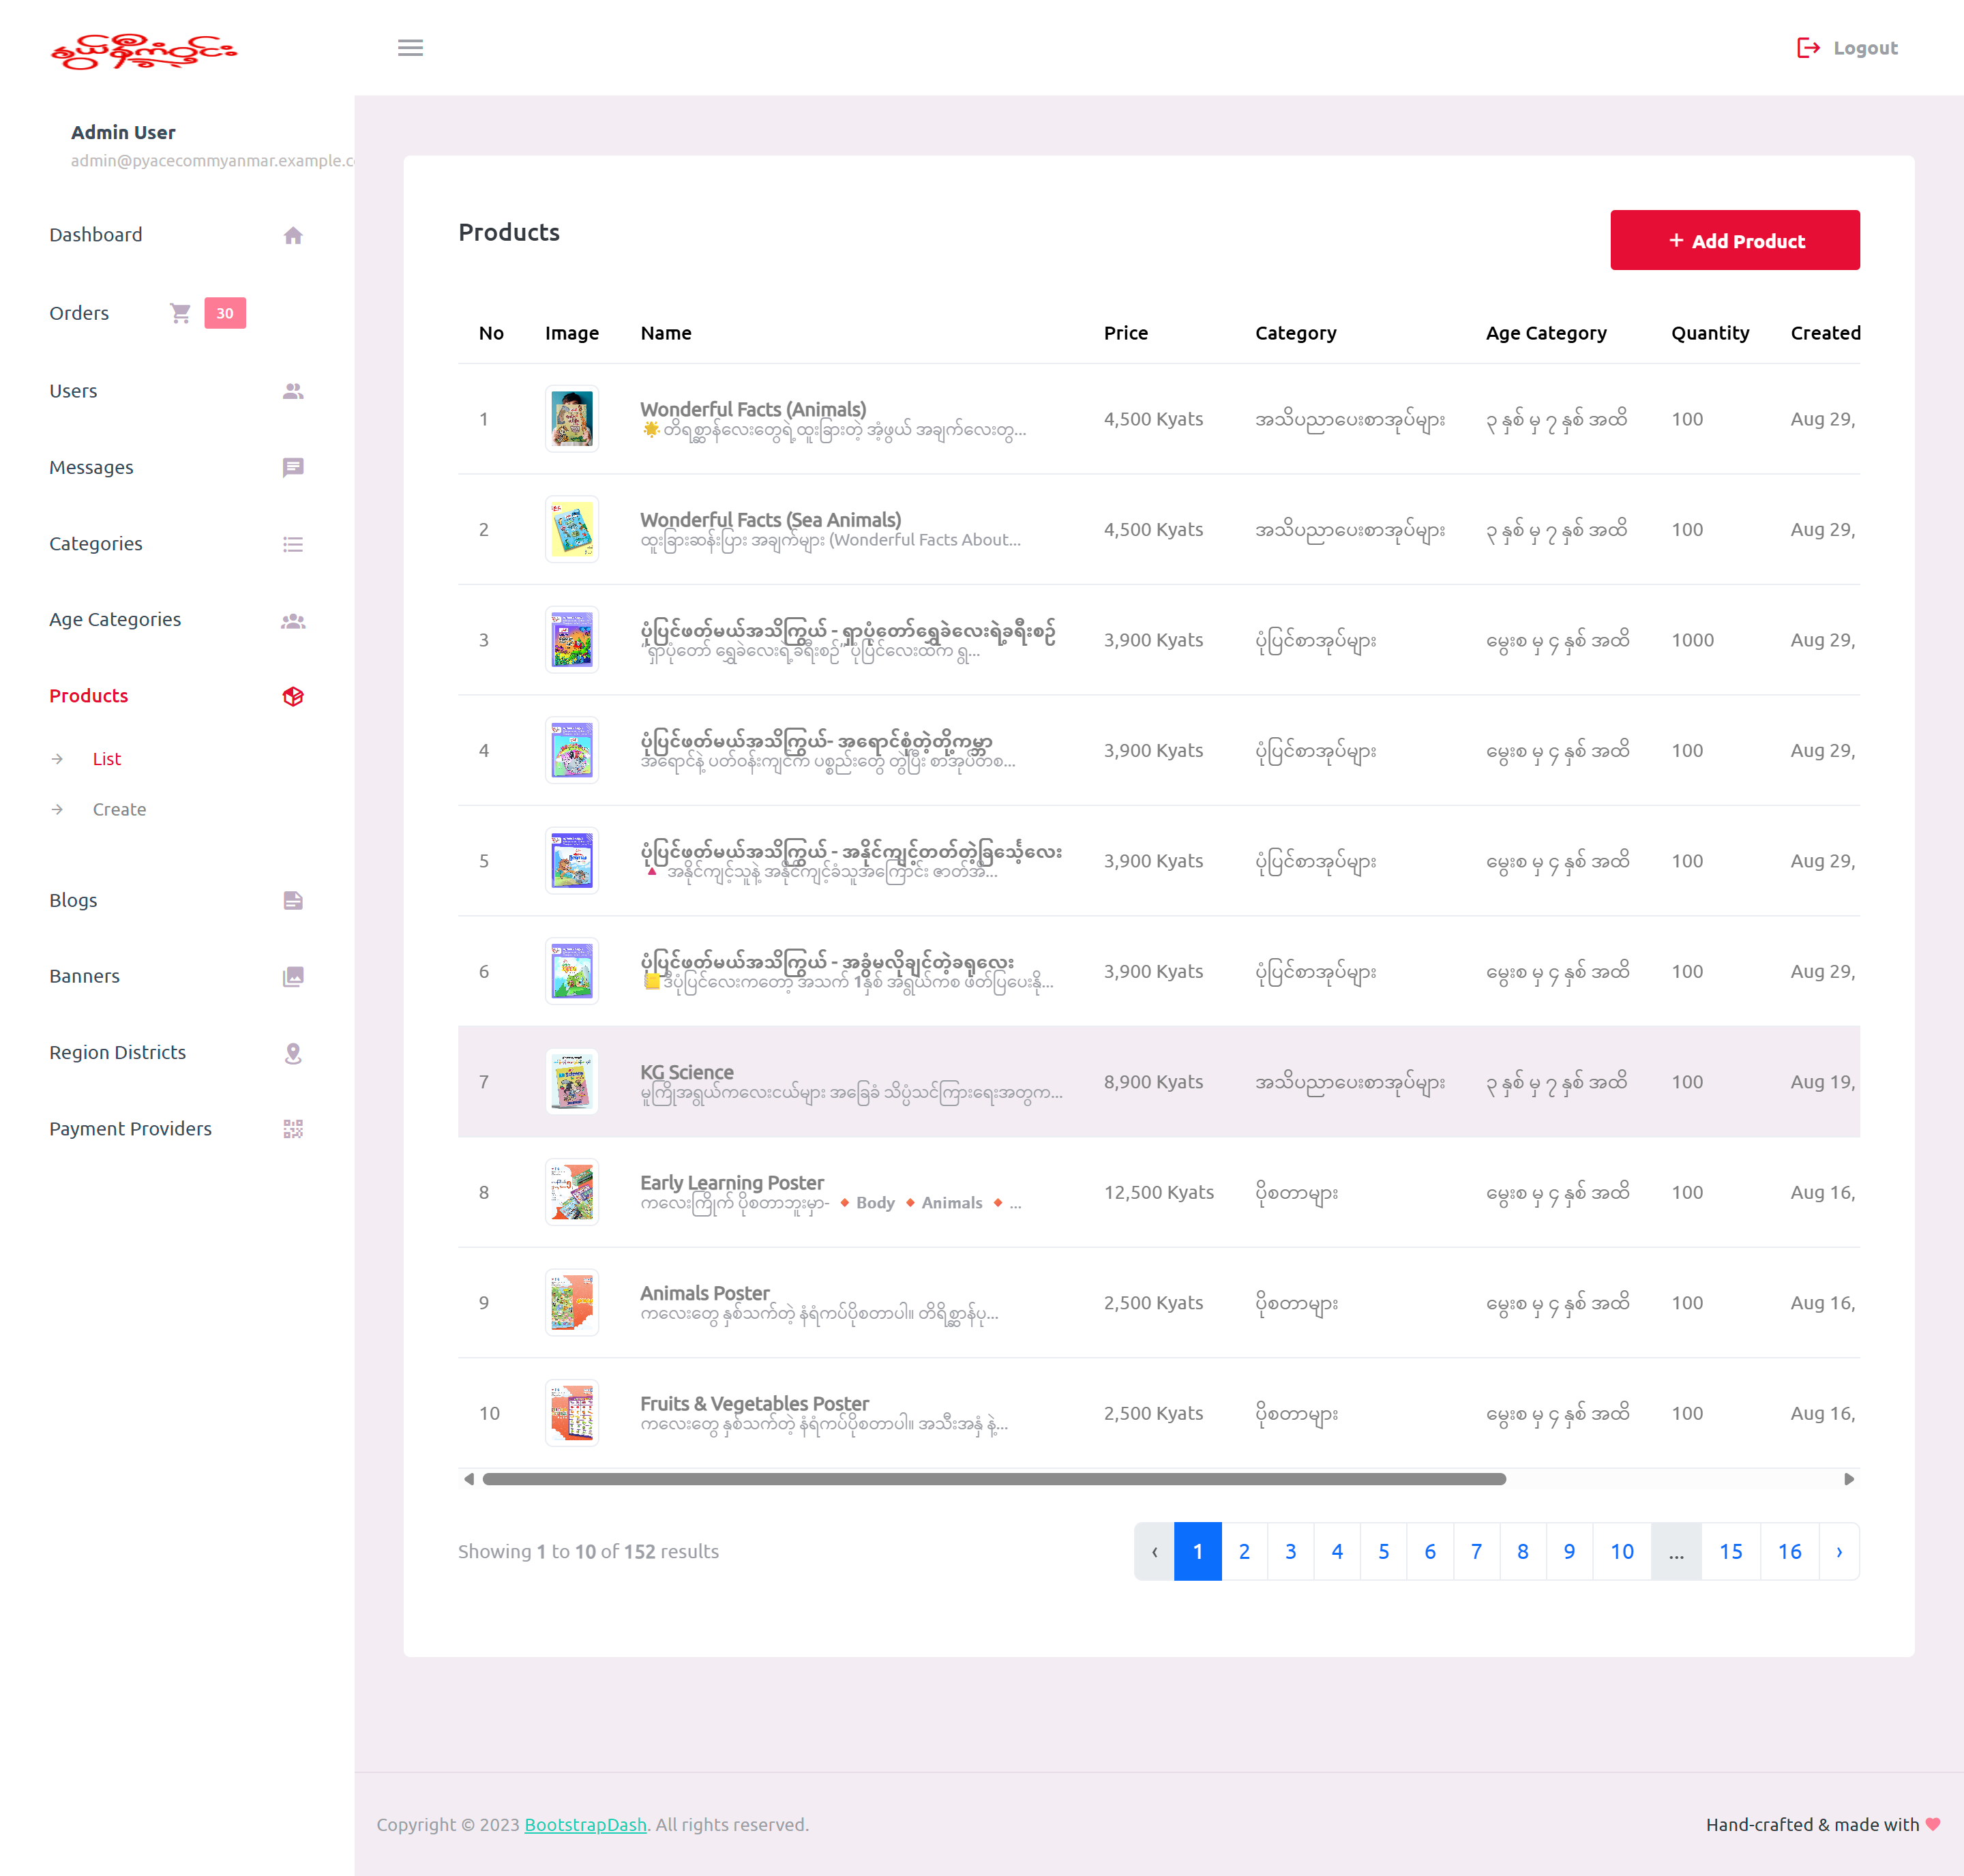 နွယ်နီကံ့ဝင်း
Logout
Admin User
admin@pyacecommyanmar.example.c
Dashboard
Orders 30
Users
Messages
Categories
Age Categories
Products
List
Create
Blogs
Banners
Region Districts
Payment Providers
Products
+ Add Product
No Image Name Price Category Age Category Quantity Created
1 Wonderful Facts (Animals) 4,500 Kyats အသိပညာပေးစာအုပ်များ ၃ နှစ် မှ ၇ နှစ် အထိ 100 Aug 29,
🌟 တိရစ္ဆာန်လေးတွေရဲ့ ထူးခြားတဲ့ အံ့ဖွယ် အချက်လေးတွ...
2 Wonderful Facts (Sea Animals) 4,500 Kyats အသိပညာပေးစာအုပ်များ ၃ နှစ် မှ ၇ နှစ် အထိ 100 Aug 29,
ထူးခြားဆန်းပြား အချက်များ (Wonderful Facts About...
3 ပုံပြင်ဖတ်မယ်အသိကြွယ် - ရှာပုံတော်ရွှေခဲလေးရဲ့ခရီးစဉ် 3,900 Kyats ပုံပြင်စာအုပ်များ မွေးစ မှ ၄ နှစ် အထိ 1000 Aug 29,
"ရှာပုံတော် ရွှေခဲလေးရဲ့ ခရီးစဉ်" ပုံပြင်လေးထဲက ရွ...
4 ပုံပြင်ဖတ်မယ်အသိကြွယ်- အရောင်စုံတဲ့တို့ကမ္ဘာ 3,900 Kyats ပုံပြင်စာအုပ်များ မွေးစ မှ ၄ နှစ် အထိ 100 Aug 29,
အရောင်နဲ့ ပတ်ဝန်းကျင်က ပစ္စည်းတွေ တွဲပြီး စာအုပ်တစ...
5 ပုံပြင်ဖတ်မယ်အသိကြွယ် - အနိုင်ကျင့်တတ်တဲ့ခြင်္သေ့လေး 3,900 Kyats ပုံပြင်စာအုပ်များ မွေးစ မှ ၄ နှစ် အထိ 100 Aug 29,
🔺 အနိုင်ကျင့်သူနဲ့ အနိုင်ကျင့်ခံသူအကြောင်း ဇာတ်အိ...
6 ပုံပြင်ဖတ်မယ်အသိကြွယ် - အခွံမလိုချင်တဲ့ခရုလေး 3,900 Kyats ပုံပြင်စာအုပ်များ မွေးစ မှ ၄ နှစ် အထိ 100 Aug 29,
📒ဒီပုံပြင်လေးကတော့ အသက် 1နှစ် အရွယ်ကစ ဖတ်ပြပေးနို...
7 KG Science 8,900 Kyats အသိပညာပေးစာအုပ်များ ၃ နှစ် မှ ၇ နှစ် အထိ 100 Aug 19,
မူကြိုအရွယ်ကလေးငယ်များ အခြေခံ သိပ္ပံသင်ကြားရေးအတွက...
8 Early Learning Poster 12,500 Kyats ပိုစတာများ မွေးစ မှ ၄ နှစ် အထိ 100 Aug 16,
ကလေးကြိုက် ပိုစတာဘူးမှာ- 🔸Body 🔸Animals 🔸...
9 Animals Poster 2,500 Kyats ပိုစတာများ မွေးစ မှ ၄ နှစ် အထိ 100 Aug 16,
ကလေးတွေ နှစ်သက်တဲ့ နံရံကပ်ပိုစတာပါ။ တိရိစ္ဆာန်ပု...
10 Fruits & Vegetables Poster 2,500 Kyats ပိုစတာများ မွေးစ မှ ၄ နှစ် အထိ 100 Aug 16,
ကလေးတွေ နှစ်သက်တဲ့ နံရံကပ်ပိုစတာပါ။ အသီးအနှံ နဲ့...
Showing 1 to 10 of 152 results
‹ 1 2 3 4 5 6 7 8 9 10 ... 15 16 ›
Copyright © 2023 BootstrapDash. All rights reserved.
Hand-crafted & made with